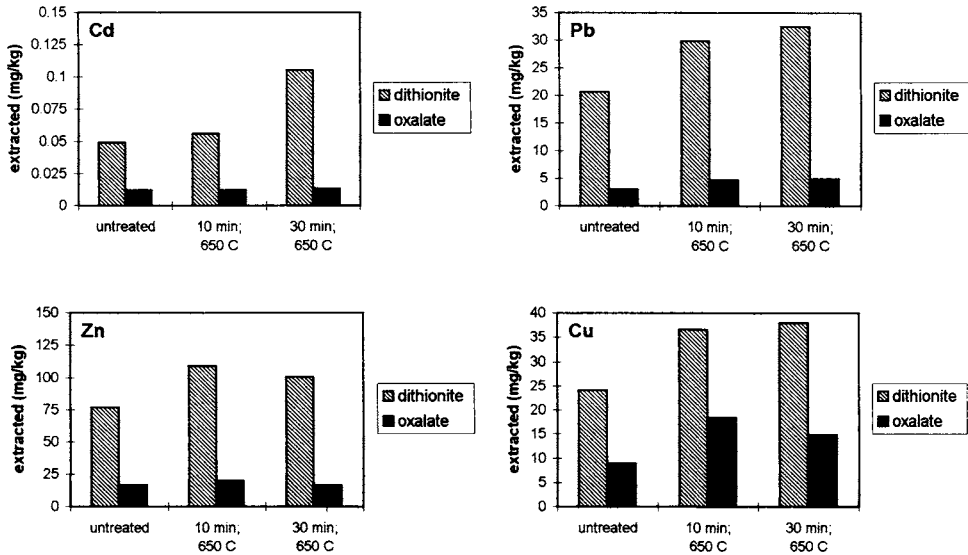 Cd
extracted (mg/kg)
0.15
0.125
0.1
0.075
0.05
0.025
0
untreated
10 min;
650 C
30 min;
650 C
dithionite
oxalate
Pb
extracted (mg/kg)
35
30
25
20
15
10
5
0
untreated
10 min;
650 C
30 min;
650 C
dithionite
oxalate
Zn
extracted (mg/kg)
150
125
100
75
50
25
0
untreated
10 min;
650 C
30 min;
650 C
dithionite
oxalate
Cu
extracted (mg/kg)
40
35
30
25
20
15
10
5
0
untreated
10 min;
650 C
30 min;
650 C
dithionite
oxalate